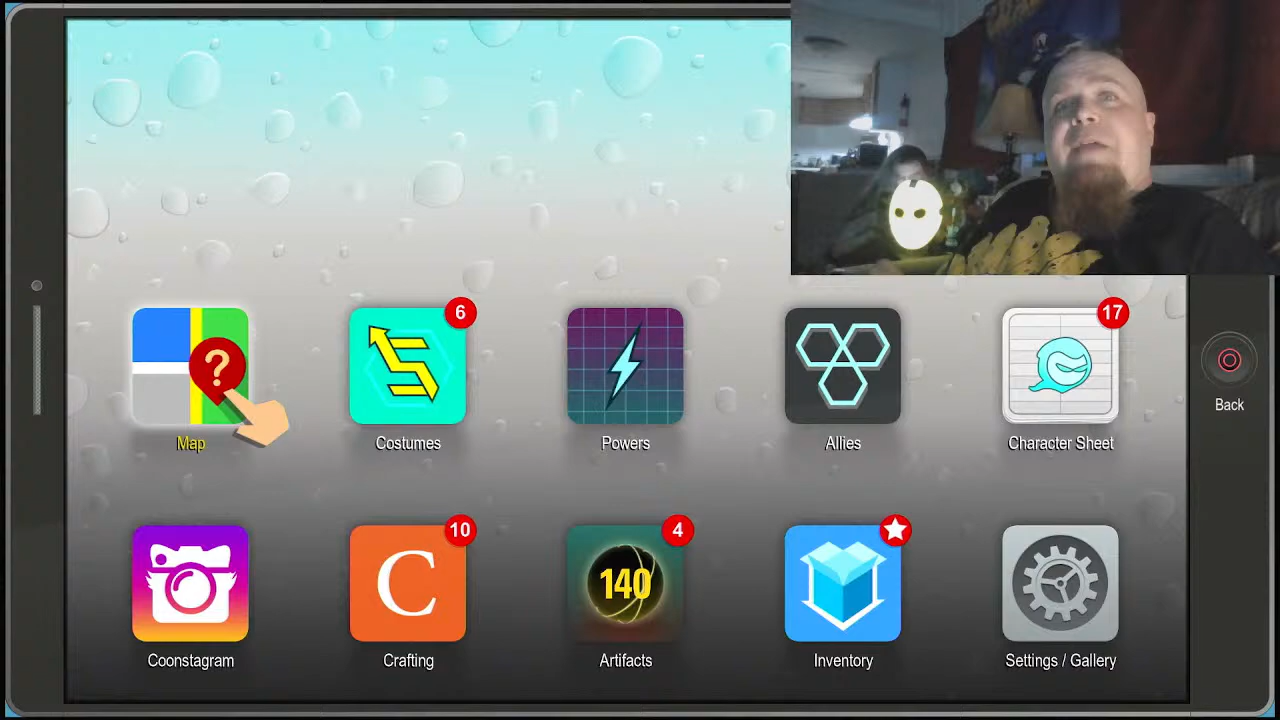 6
17
?
Back
Map
Costumes
Powers
Allies
Character Sheet
10
4
C
140
Coonstagram
Crafting
Artifacts
Inventory
Settings / Gallery